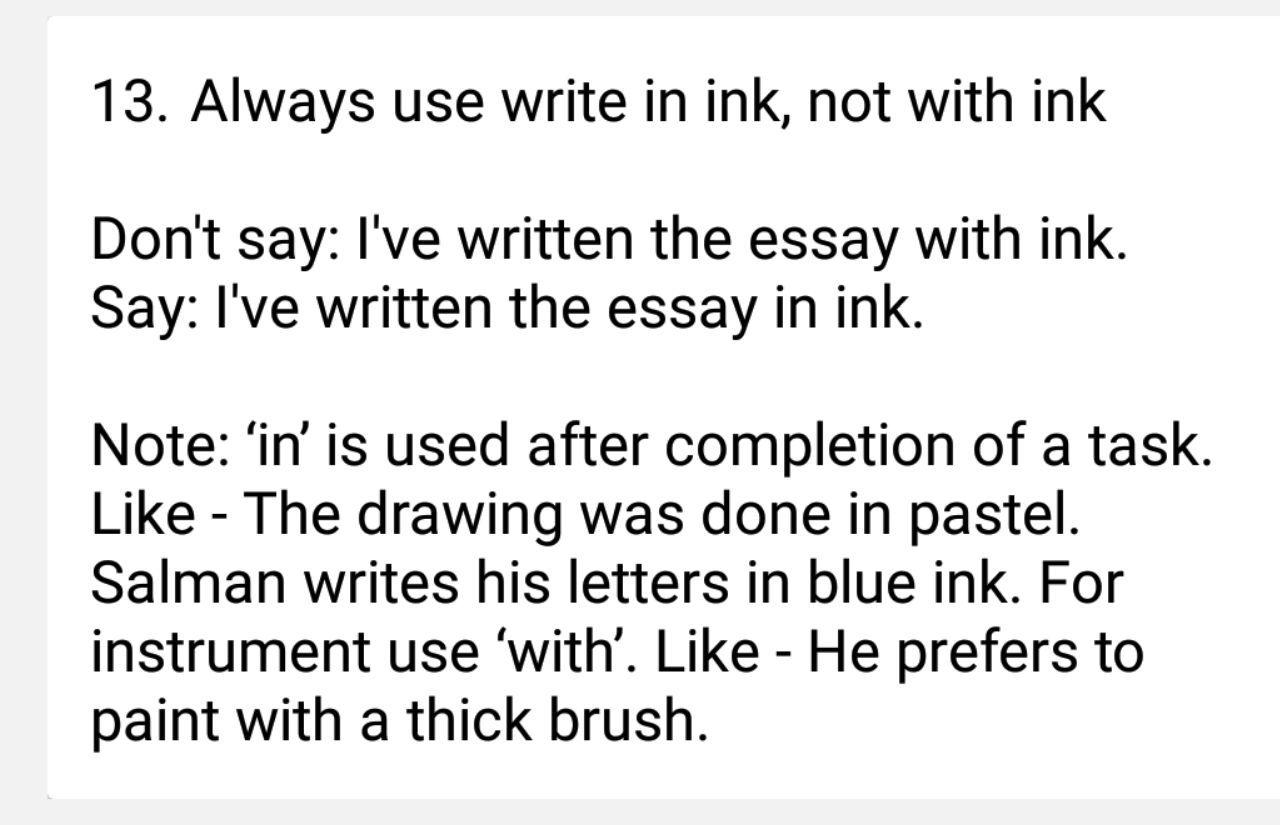 13. Always use write in ink, not with ink
Don't say: I've written the essay with ink.
Say: I've written the essay in ink.
Note: ‘in’ is used after completion of a task.
Like - The drawing was done in pastel.
Salman writes his letters in blue ink. For
instrument use ‘with’. Like - He prefers to
paint with a thick brush.